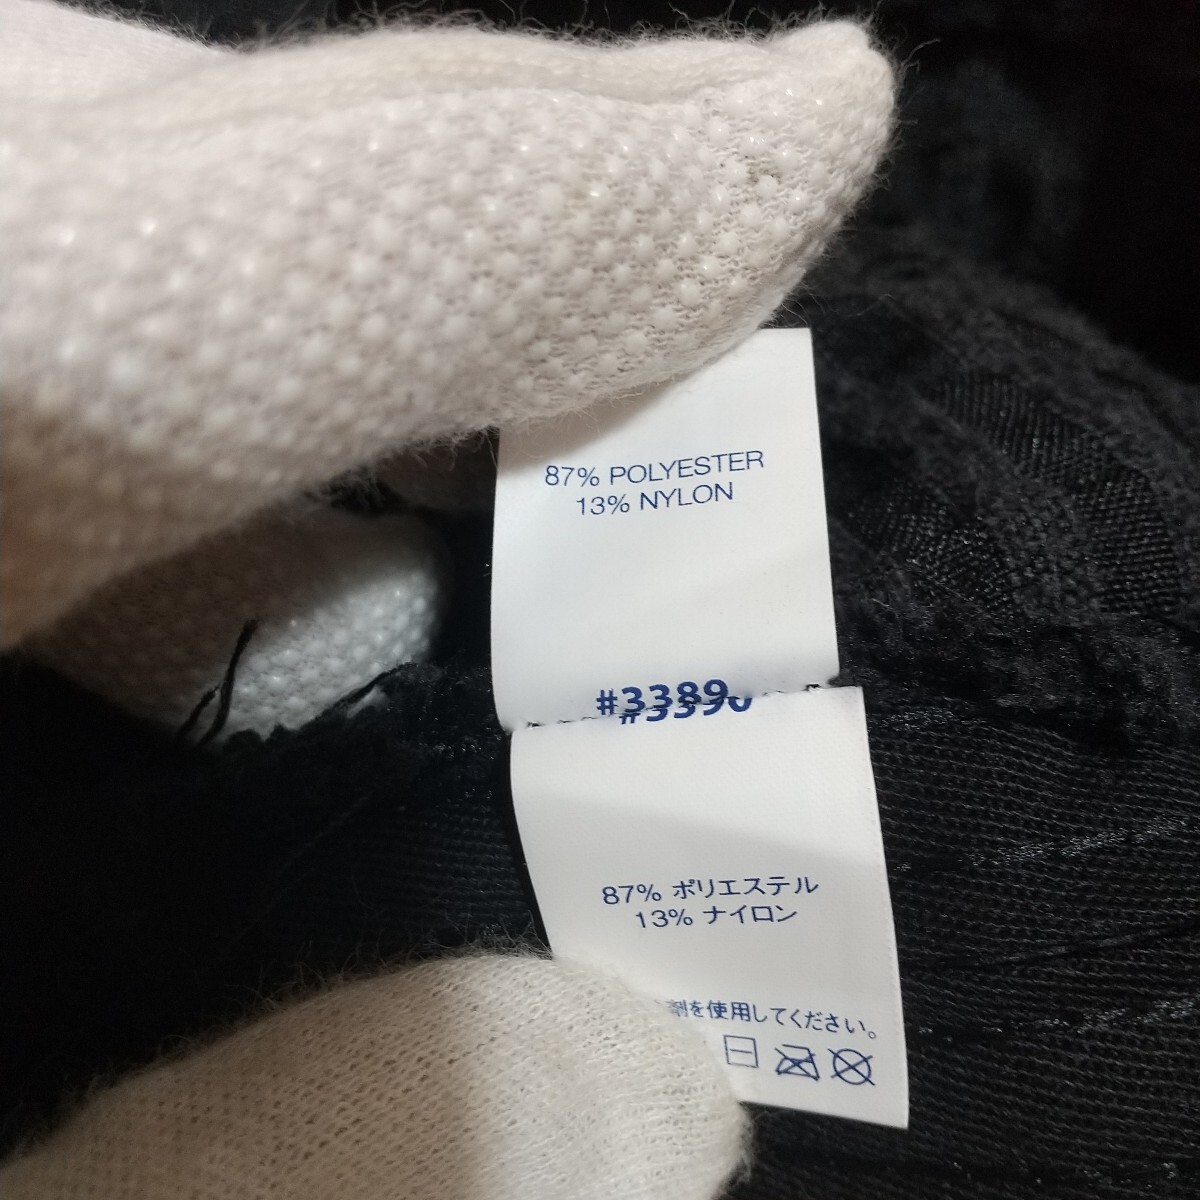 87% POLYESTER
13% NYLON
#3389
#3390
87% ポリエステル
13% ナイロン
剤を使用してください。